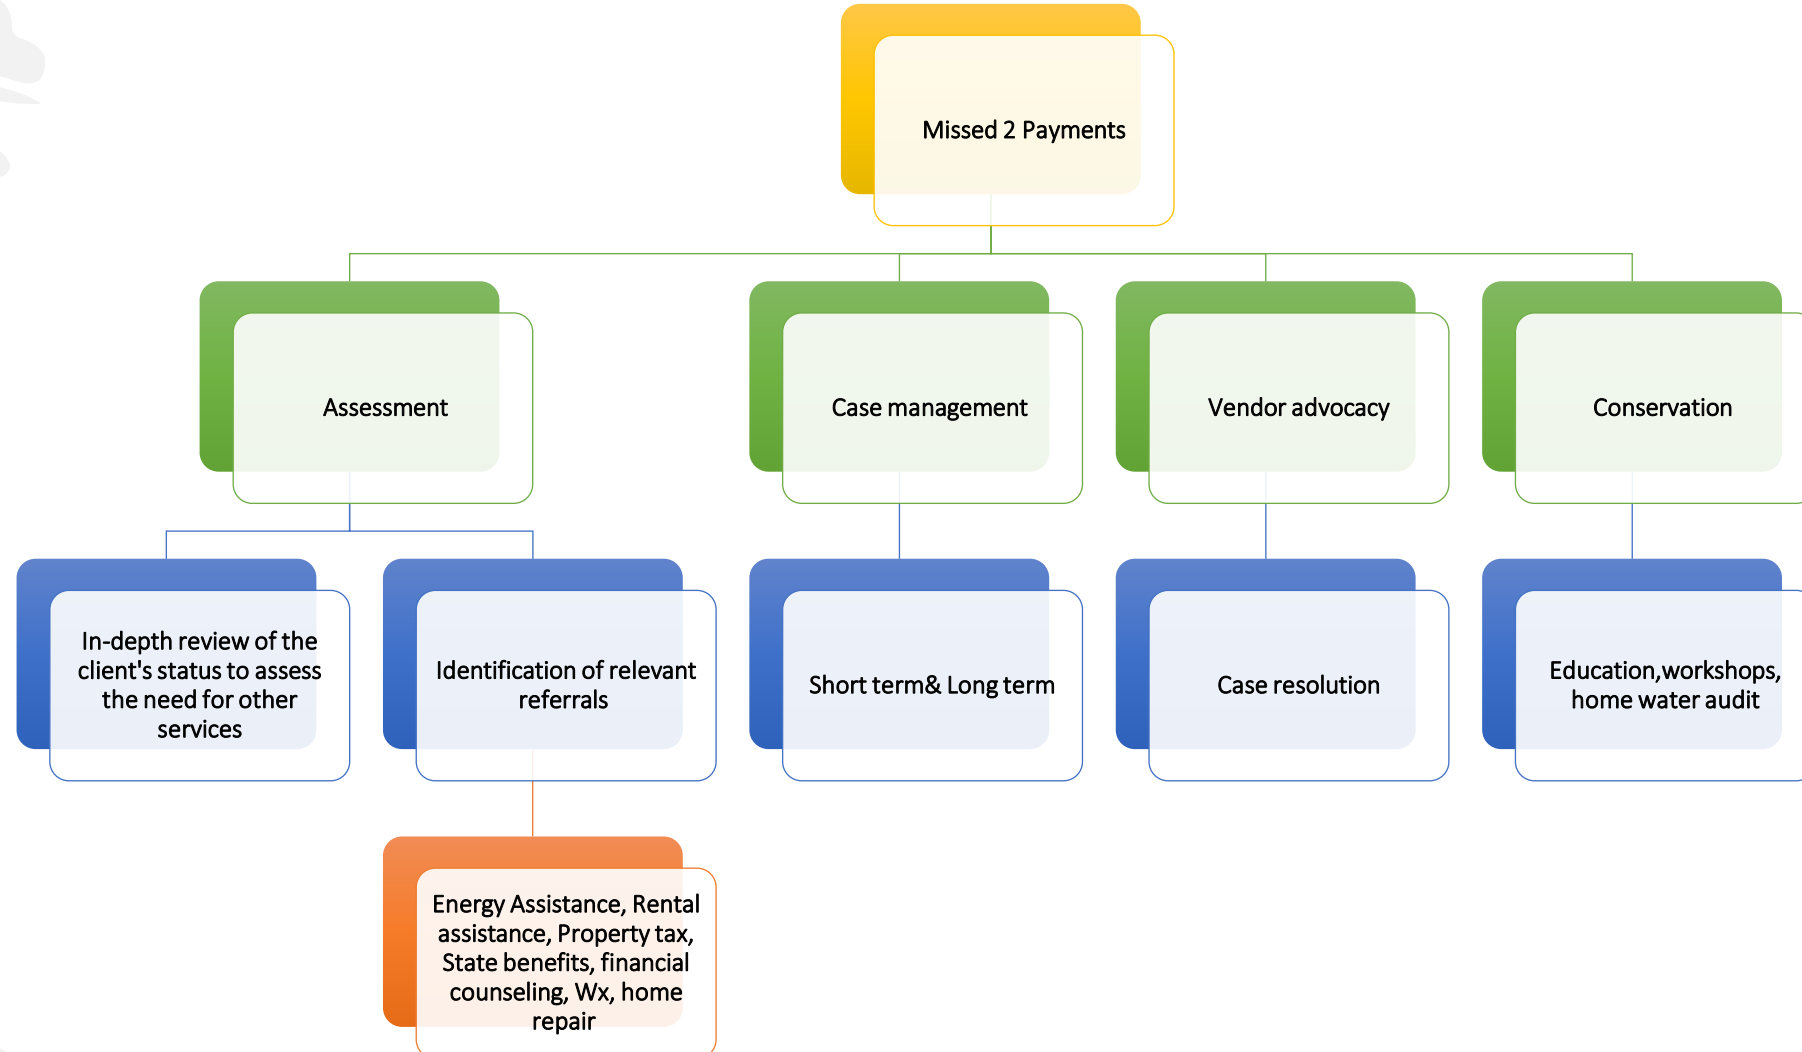 Missed 2 Payments
Assessment
Case management
Vendor advocacy
Conservation
In-depth review of the
client's status to assess
the need for other
services
Identification of relevant
referrals
Short term& Long term
Case resolution
Education,workshops,
home water audit
Energy Assistance, Rental
assistance, Property tax,
State benefits, financial
counseling, Wx, home
repair